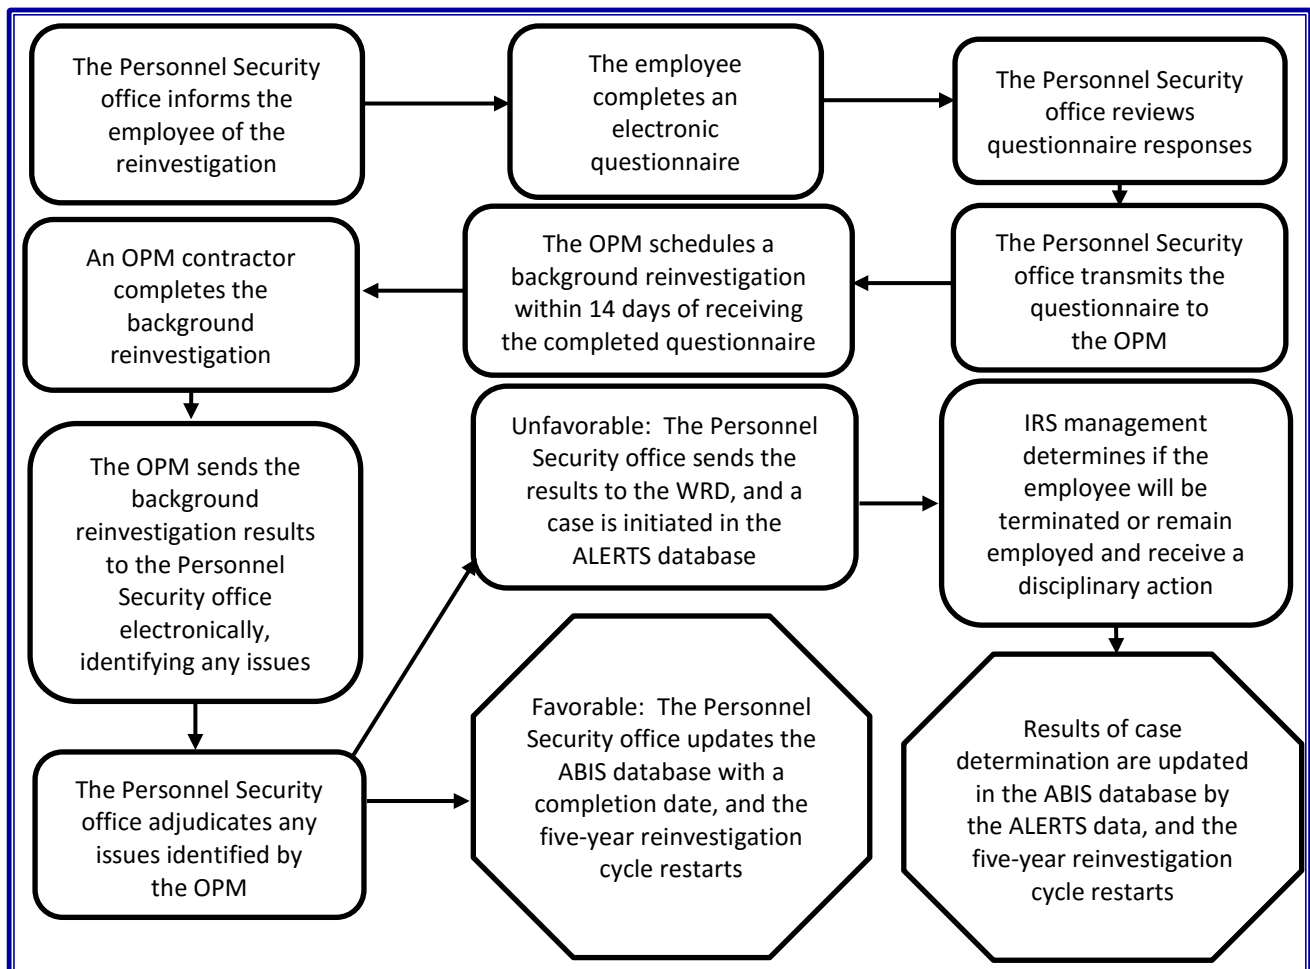 The Personnel Security
office informs the
employee of the
reinvestigation
The employee
completes an
electronic
questionnaire
The Personnel Security
office reviews
questionnaire responses
The Personnel Security
office transmits the
questionnaire to
the OPM
The OPM schedules a
background reinvestigation
within 14 days of receiving
the completed questionnaire
An OPM contractor
completes the
background
reinvestigation
The OPM sends the
background
reinvestigation results
to the Personnel
Security office
electronically,
identifying any issues
The Personnel Security
office adjudicates any
issues identified by
the OPM
Unfavorable:  The Personnel
Security office sends the
results to the WRD, and a
case is initiated in the
ALERTS database
IRS management
determines if the
employee will be
terminated or remain
employed and receive a
disciplinary action
Favorable:  The Personnel
Security office updates the
ABIS database with a
completion date, and the
five-year reinvestigation
cycle restarts
Results of case
determination are updated
in the ABIS database by
the ALERTS data, and the
five-year reinvestigation
cycle restarts